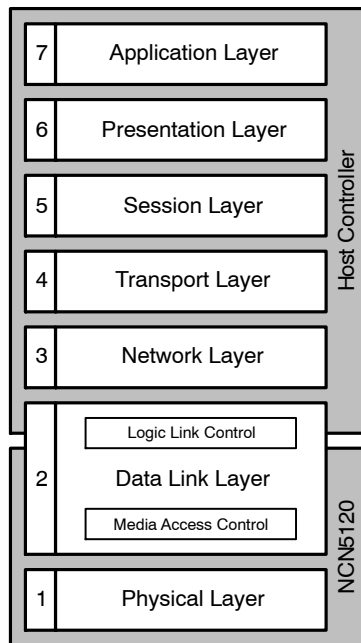 7 Application Layer
6 Presentation Layer
5 Session Layer
4 Transport Layer
3 Network Layer
Logic Link Control
2 Data Link Layer
Media Access Control
1 Physical Layer
Host Controller
NCN5120